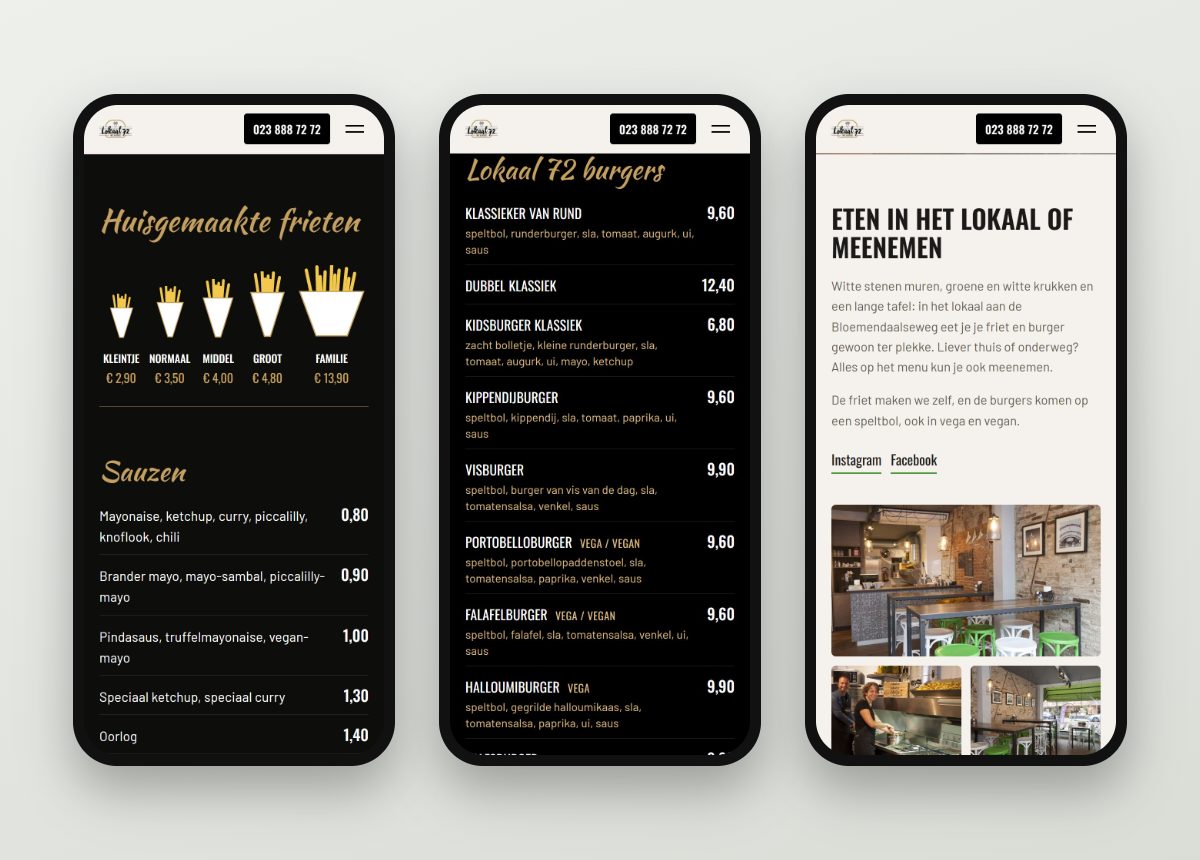 Lokaal 72
023 888 72 72
Huisgemaakte frieten
KLEINTJE NORMAAL MIDDEL GROOT FAMILIE
€ 2,90 € 3,50 € 4,00 € 4,80 € 13,90
Sauzen
Mayonaise, ketchup, curry, piccalilly, 0,80
knoflook, chili
Brander mayo, mayo-sambal, piccalilly- 0,90
mayo
Pindasaus, truffelmayonaise, vegan- 1,00
mayo
Speciaal ketchup, speciaal curry 1,30
Oorlog 1,40
Lokaal 72
023 888 72 72
Lokaal 72 burgers
KLASSIEKER VAN RUND 9,60
speltbol, runderburger, sla, tomaat, augurk, ui,
saus
DUBBEL KLASSIEK 12,40
KIDSBURGER KLASSIEK 6,80
zacht bolletje, kleine runderburger, sla,
tomaat, augurk, ui, mayo, ketchup
KIPPENDIJBURGER 9,60
speltbol, kippendij, sla, tomaat, paprika, ui,
saus
VISBURGER 9,90
speltbol, burger van vis van de dag, sla,
tomatensalsa, venkel, saus
PORTOBELLOBURGER VEGA / VEGAN 9,60
speltbol, portobellopaddenstoel, sla,
tomatensalsa, paprika, venkel, saus
FALAFELBURGER VEGA / VEGAN 9,60
speltbol, falafel, sla, tomatensalsa, venkel, ui,
saus
HALLOUMIBURGER VEGA 9,90
speltbol, gegrilde halloumikaas, sla,
tomatensalsa, paprika, ui, saus
Lokaal 72
023 888 72 72
ETEN IN HET LOKAAL OF
MEENEMEN
Witte stenen muren, groene en witte krukken en
een lange tafel: in het lokaal aan de
Bloemendaalseweg eet je je friet en burger
gewoon ter plekke. Liever thuis of onderweg?
Alles op het menu kun je ook meenemen.
De friet maken we zelf, en de burgers komen op
een speltbol, ook in vega en vegan.
Instagram Facebook